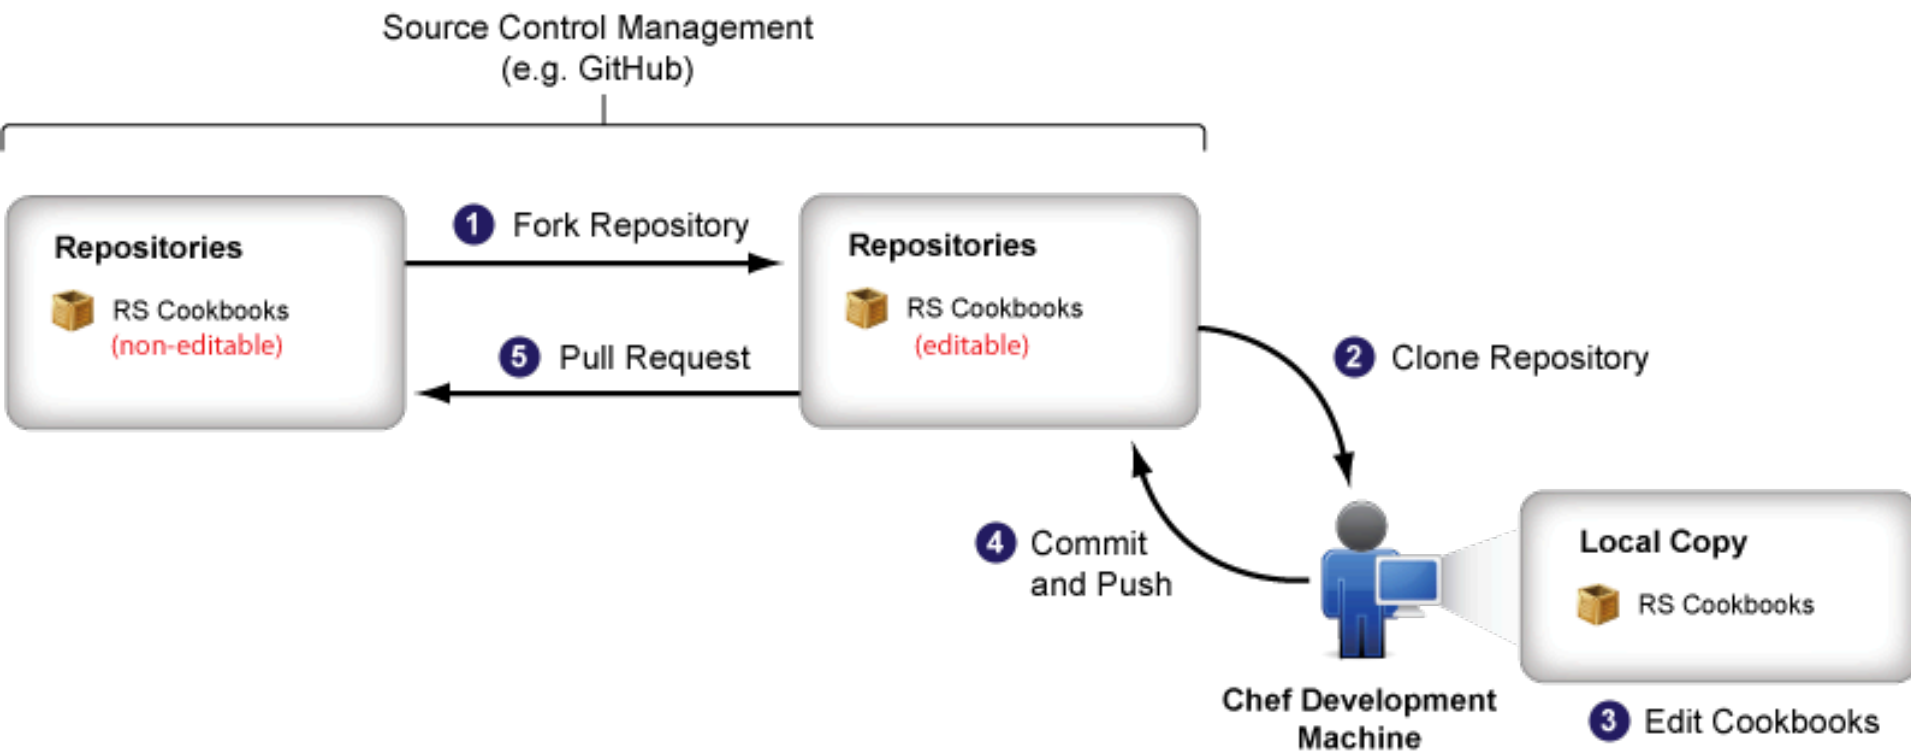 Source Control Management
(e.g. GitHub)
Repositories
RS Cookbooks
(non-editable)
1 Fork Repository
5 Pull Request
Repositories
RS Cookbooks
(editable)
2 Clone Repository
4 Commit
and Push
Chef Development
Machine
Local Copy
RS Cookbooks
3 Edit Cookbooks